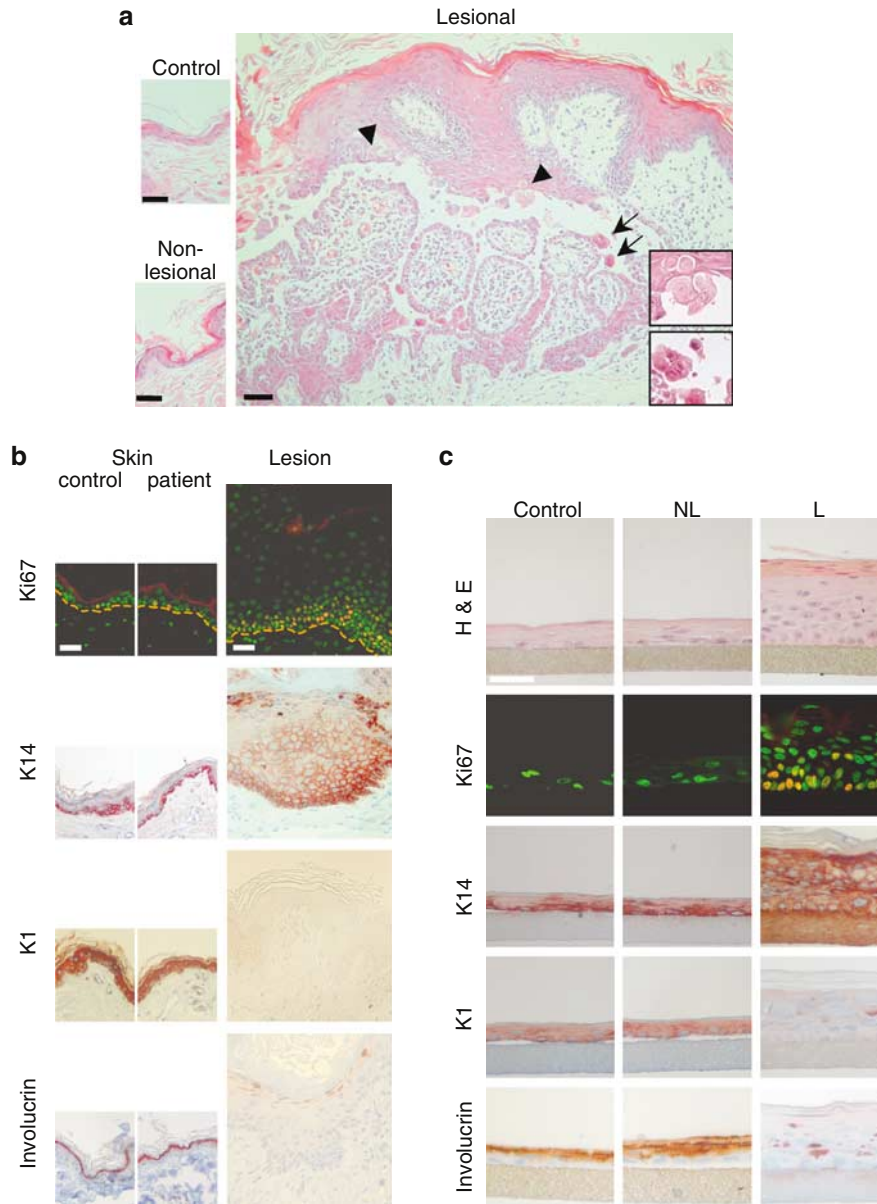 a
Lesional
Control
Non-
lesional
b
Skin
control patient
Lesion
Ki67
K14
K1
Involucrin
c
Control NL L
H & E
Ki67
K14
K1
Involucrin